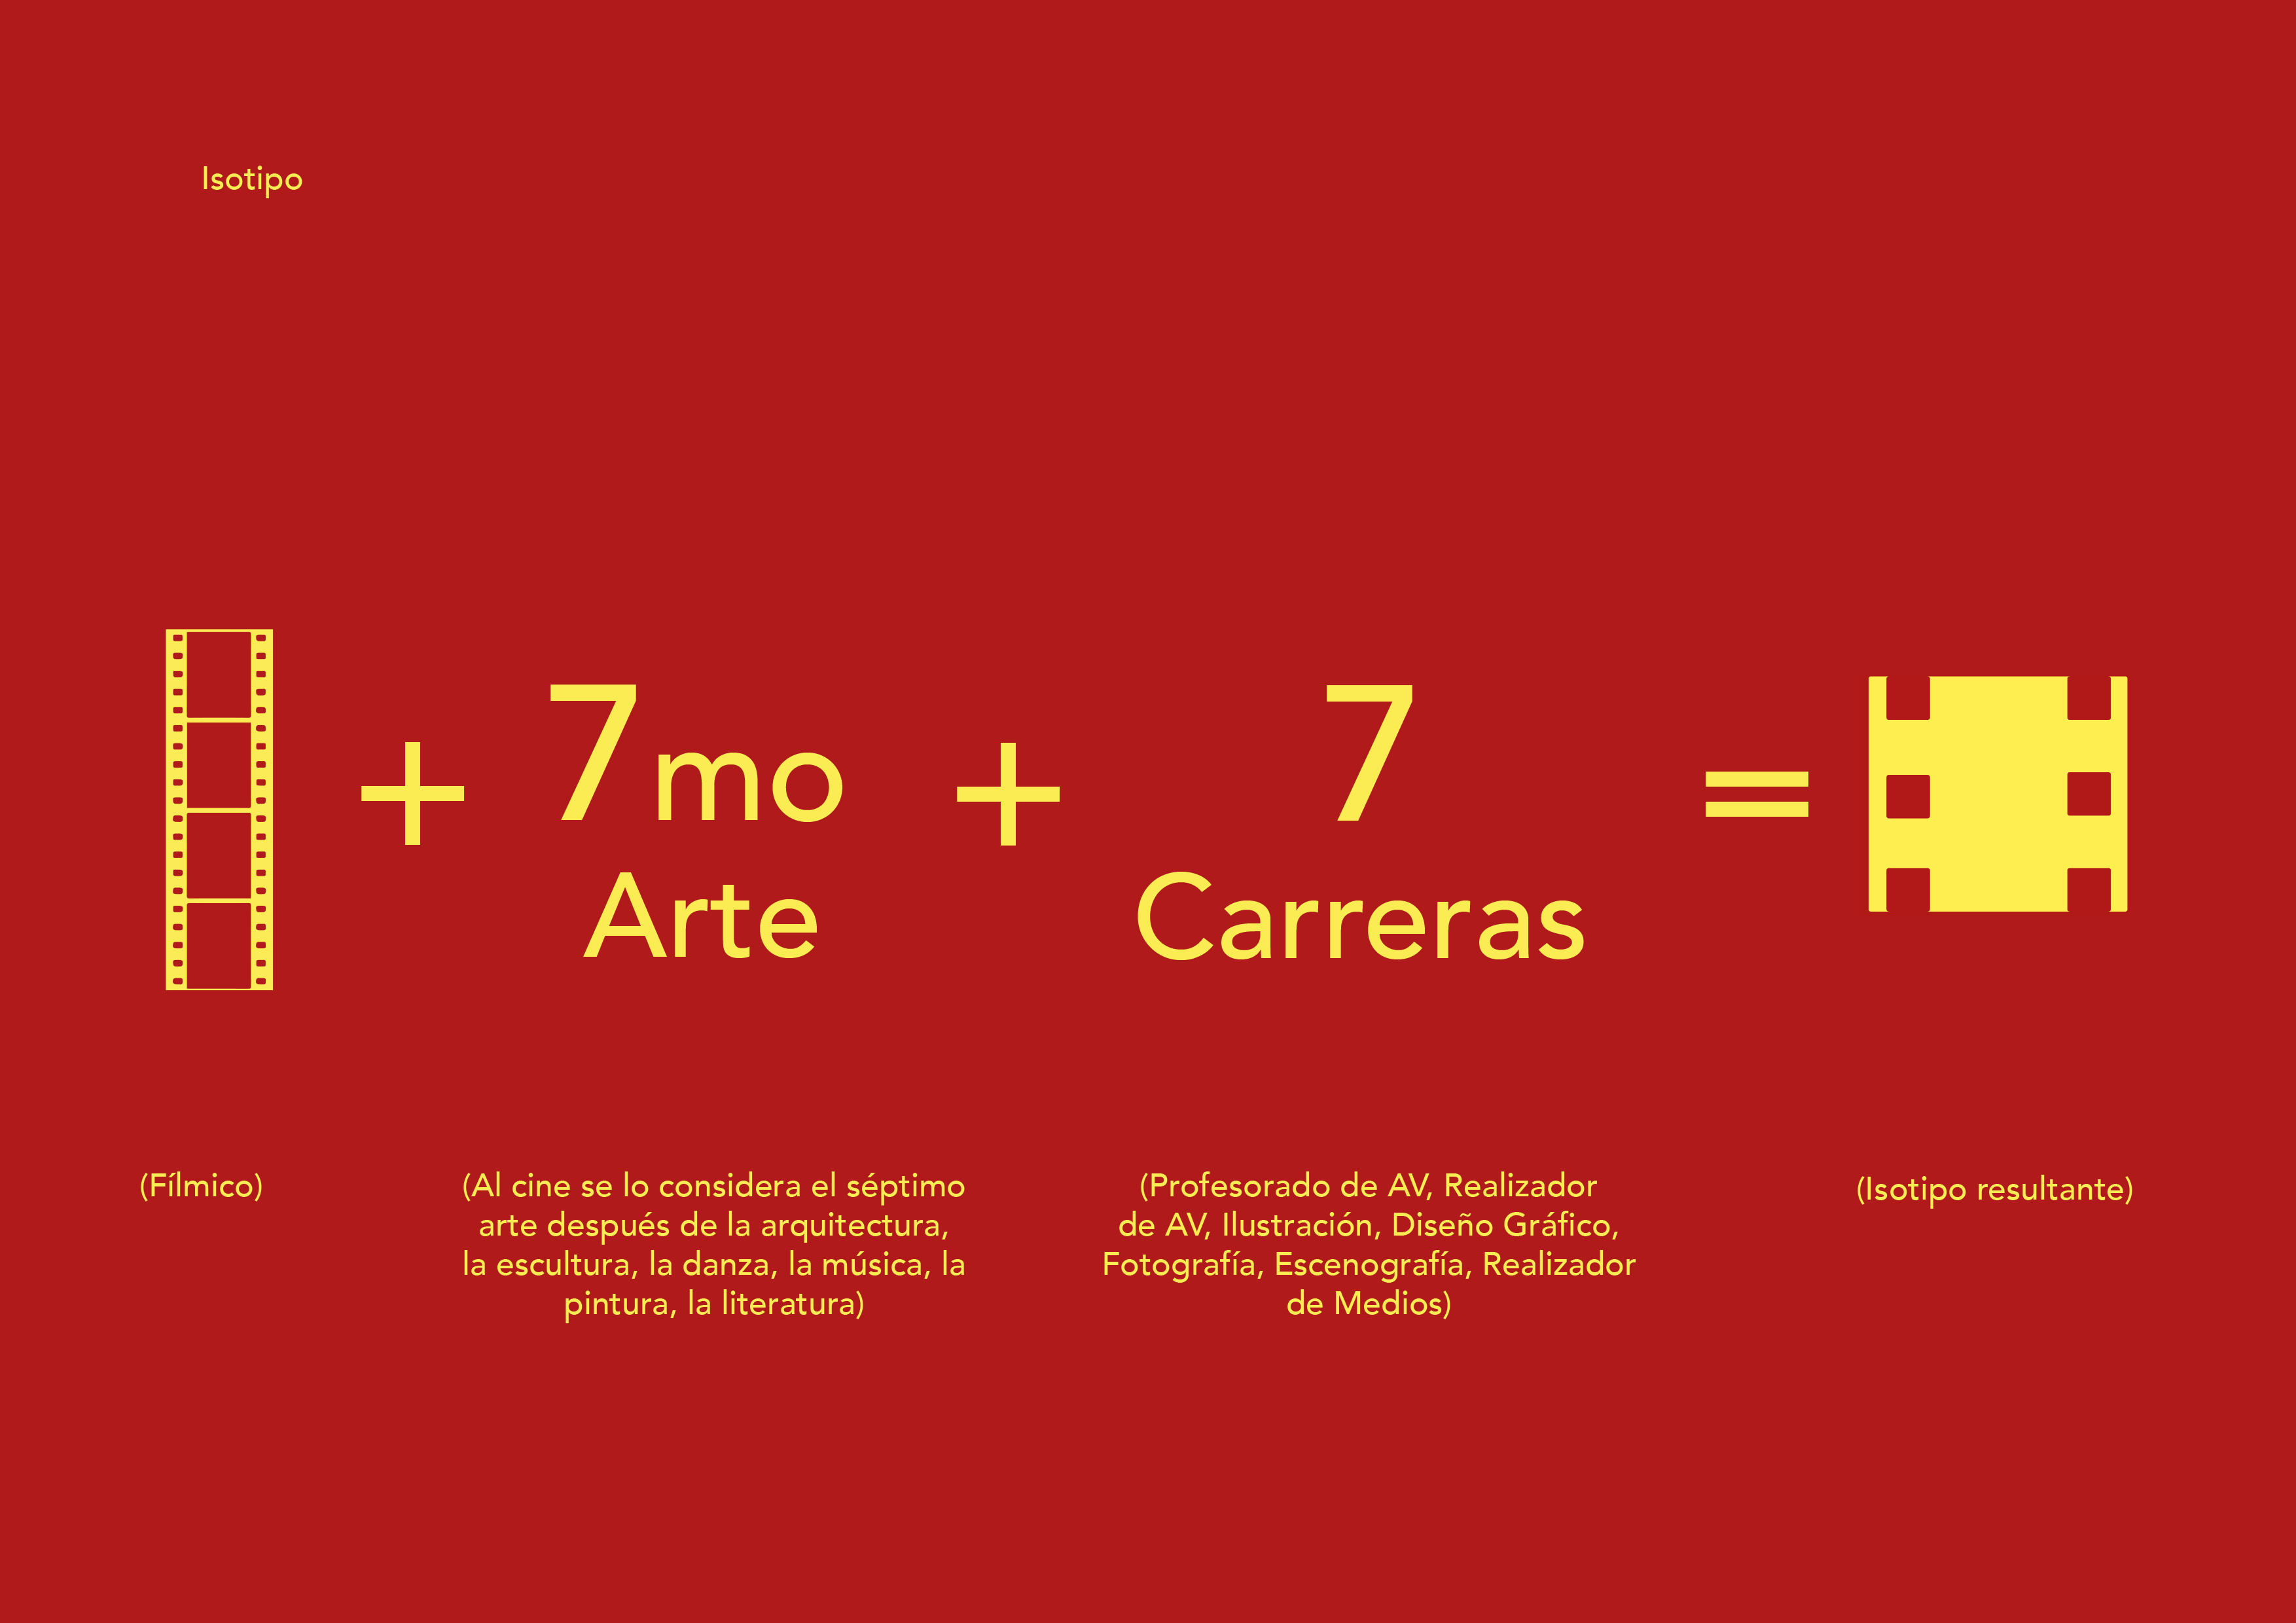 Isotipo
+ 7mo + 7 =
Arte
Carreras
(Fílmico)
(Al cine se lo considera el séptimo
arte después de la arquitectura,
la escultura, la danza, la música, la
pintura, la literatura)
(Profesorado de AV, Realizador
de AV, Ilustración, Diseño Gráfico,
Fotografía, Escenografía, Realizador
de Medios)
(Isotipo resultante)